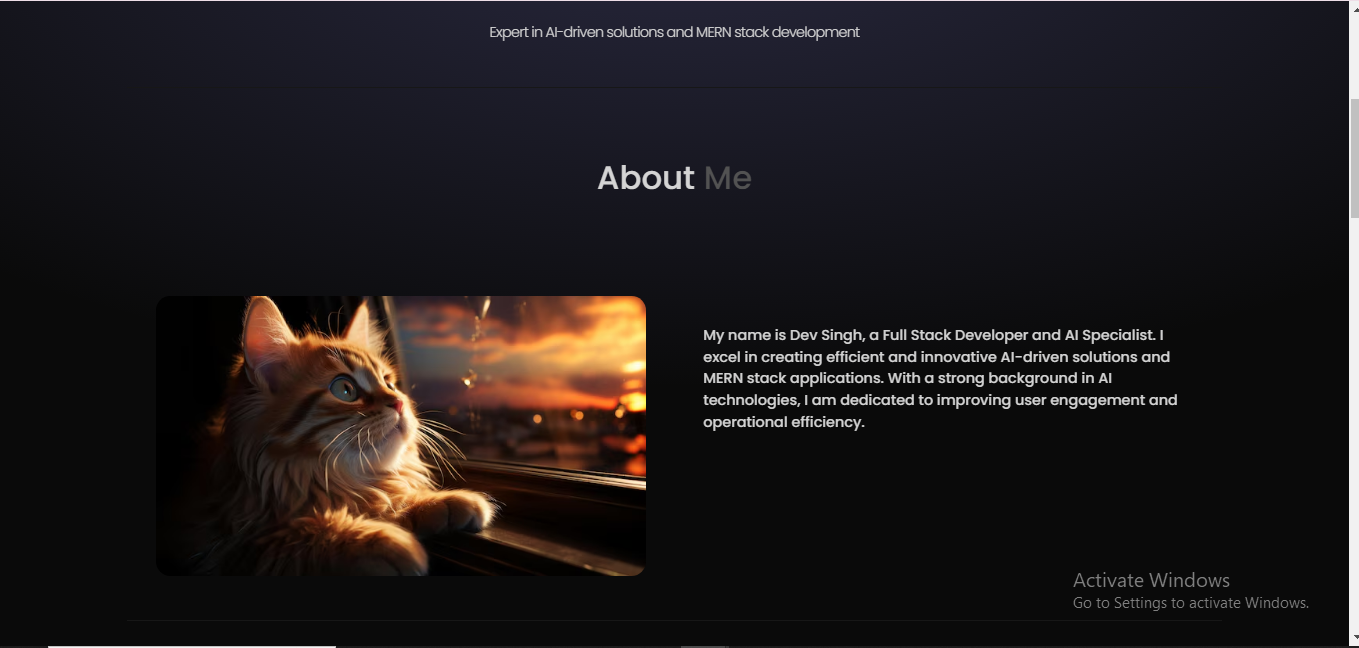 Expert in AI-driven solutions and MERN stack development
About Me
My name is Dev Singh, a Full Stack Developer and AI Specialist. I
excel in creating efficient and innovative AI-driven solutions and
MERN stack applications. With a strong background in AI
technologies, I am dedicated to improving user engagement and
operational efficiency.
Activate Windows
Go to Settings to activate Windows.